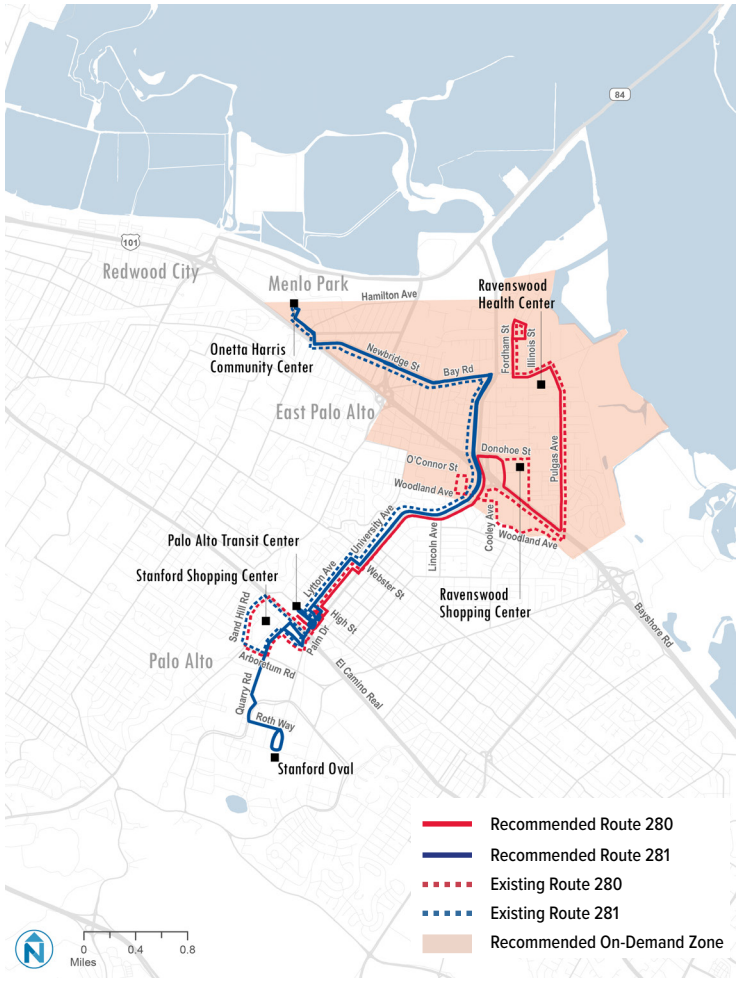 84
101
Redwood City
Menlo Park
Hamilton Ave
Ravenswood
Health Center
Fordham St
Illinois St
Onetta Harris
Community Center
Newbridge St
Bay Rd
East Palo Alto
Donohoe St
Pulgas Ave
O'Connor St
Woodland Ave
University Ave
Lincoln Ave
Cooley Ave
Woodland Ave
Palo Alto Transit Center
Lytton Ave
Webster St
Stanford Shopping Center
Ravenswood
Shopping Center
Sand Hill Rd
High St
Palm Dr
Bayshore Rd
Palo Alto
Arboretum Rd
El Camino Real
Quarry Rd
Roth Way
Stanford Oval
Recommended Route 280
Recommended Route 281
Existing Route 280
Existing Route 281
Recommended On-Demand Zone
N
0 0.4 0.8
Miles